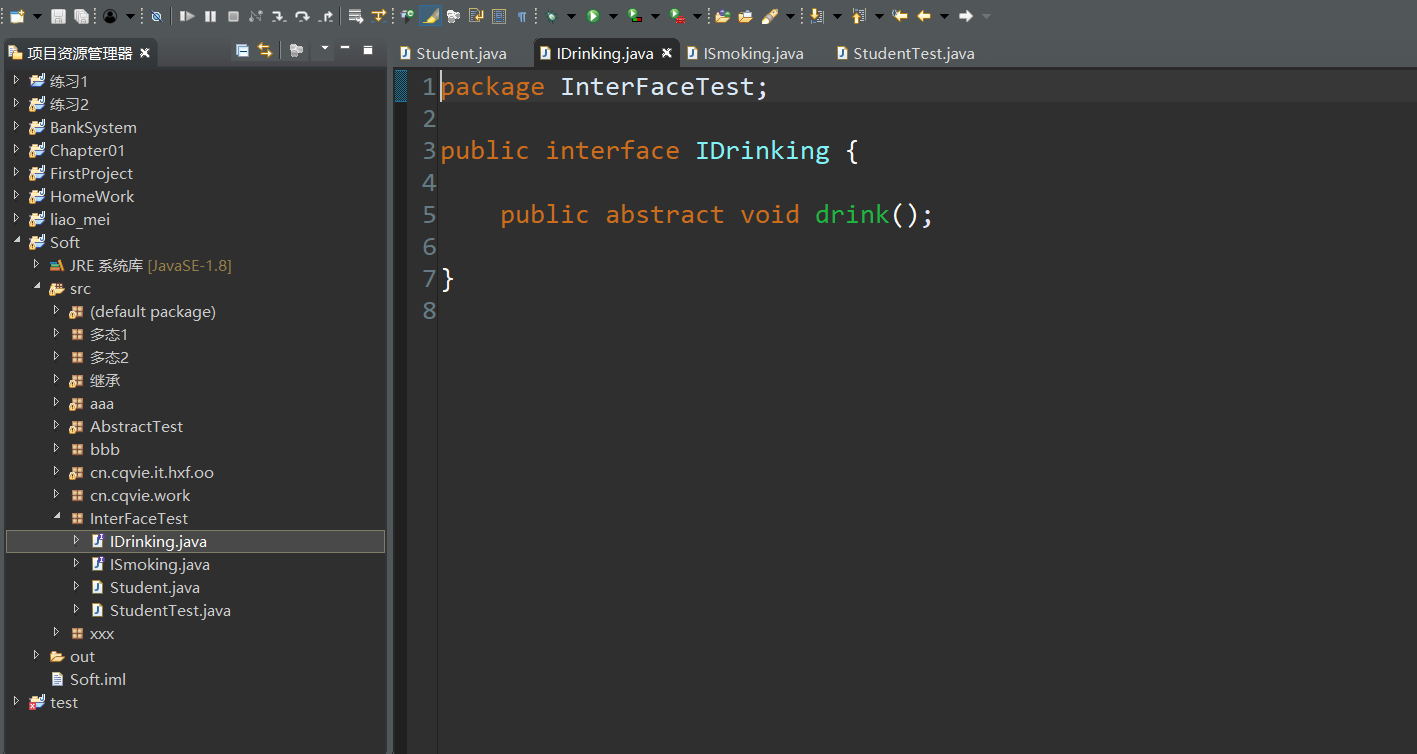 项目资源管理器
练习1
练习2
BankSystem
Chapter01
FirstProject
HomeWork
liao_mei
Soft
JRE 系统库 [JavaSE-1.8]
src
(default package)
多态1
多态2
继承
aaa
AbstractTest
bbb
cn.cqvie.it.hxf.oo
cn.cqvie.work
InterFaceTest
IDrinking.java
ISmoking.java
Student.java
StudentTest.java
xxx
out
Soft.iml
test
Student.java IDrinking.java ISmoking.java StudentTest.java
1 package InterFaceTest;
2
3 public interface IDrinking {
4
5 public abstract void drink();
6
7 }
8